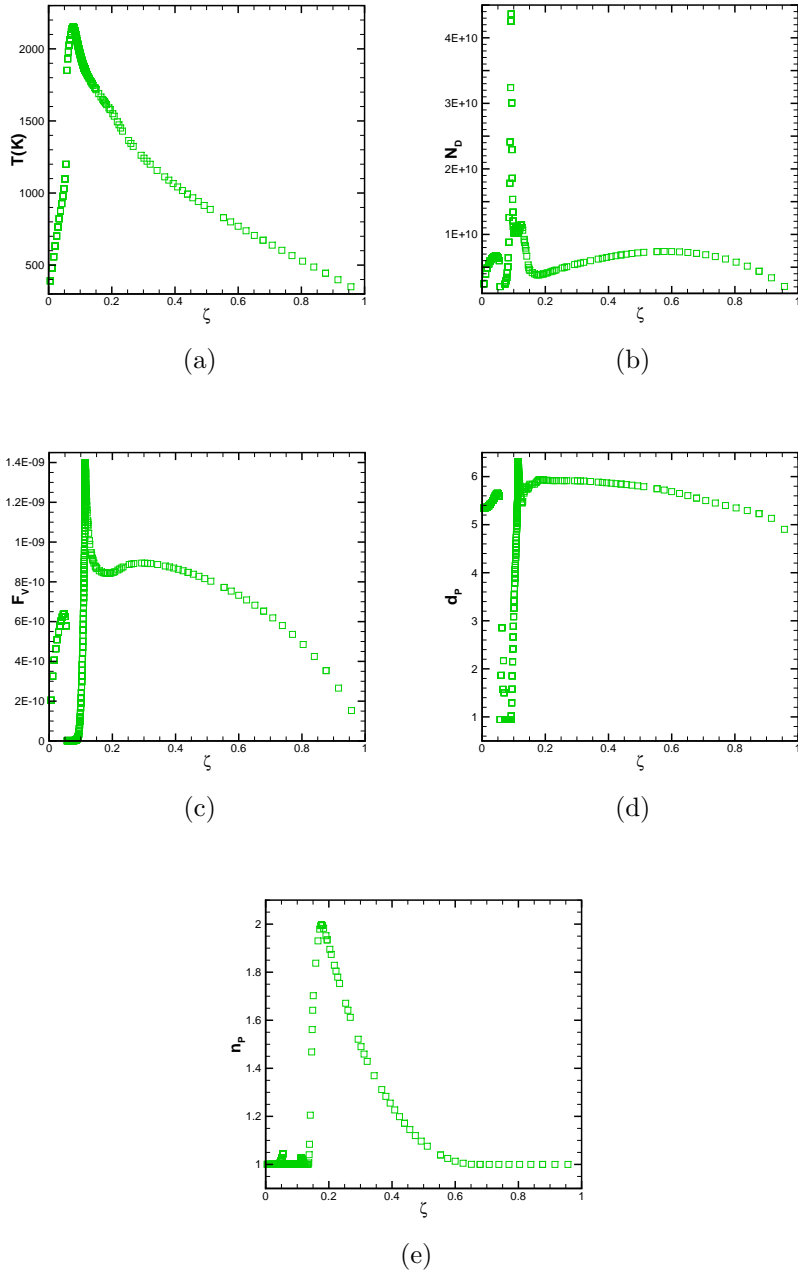 T(K)
2000
1500
1000
500
0 0.2 0.4 0.6 0.8 1
ζ
(a)
N_D
4E+10
3E+10
2E+10
1E+10
0 0.2 0.4 0.6 0.8 1
ζ
(b)
F_V
1.4E-09
1.2E-09
1E-09
8E-10
6E-10
4E-10
2E-10
0
0 0.2 0.4 0.6 0.8 1
ζ
(c)
d_P
6
5
4
3
2
1
0 0.2 0.4 0.6 0.8 1
ζ
(d)
n_P
2
1.8
1.6
1.4
1.2
1
0 0.2 0.4 0.6 0.8 1
ζ
(e)